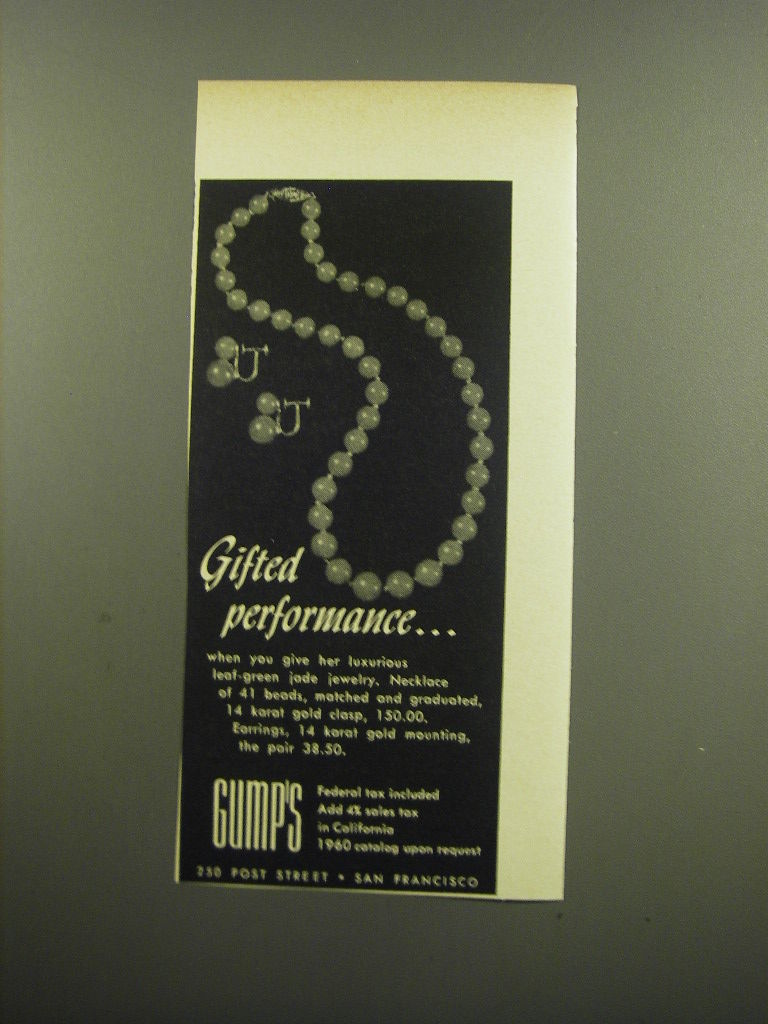 Gifted
performance...
when you give her luxurious
leaf-green jade jewelry. Necklace
of 41 beads, matched and graduated,
14 karat gold clasp, 150.00.
Earrings, 14 karat gold mounting,
the pair 38.50.
GUMP'S
Federal tax included
Add 4% sales tax
in California
1960 catalog upon request
250 POST STREET • SAN FRANCISCO